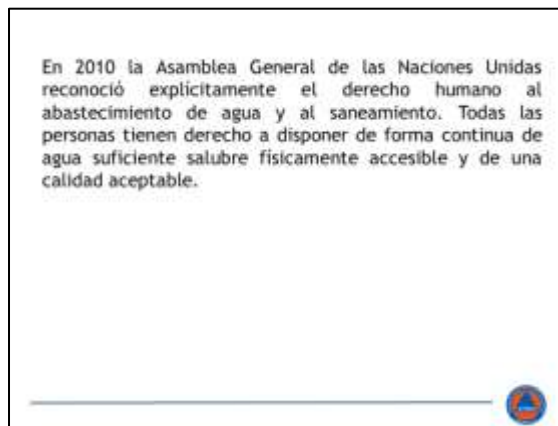 En 2010 la Asamblea General de las Naciones Unidas
reconoció explícitamente el derecho humano al
abastecimiento de agua y al saneamiento. Todas las
personas tienen derecho a disponer de forma continua de
agua suficiente salubre físicamente accesible y de una
calidad aceptable.